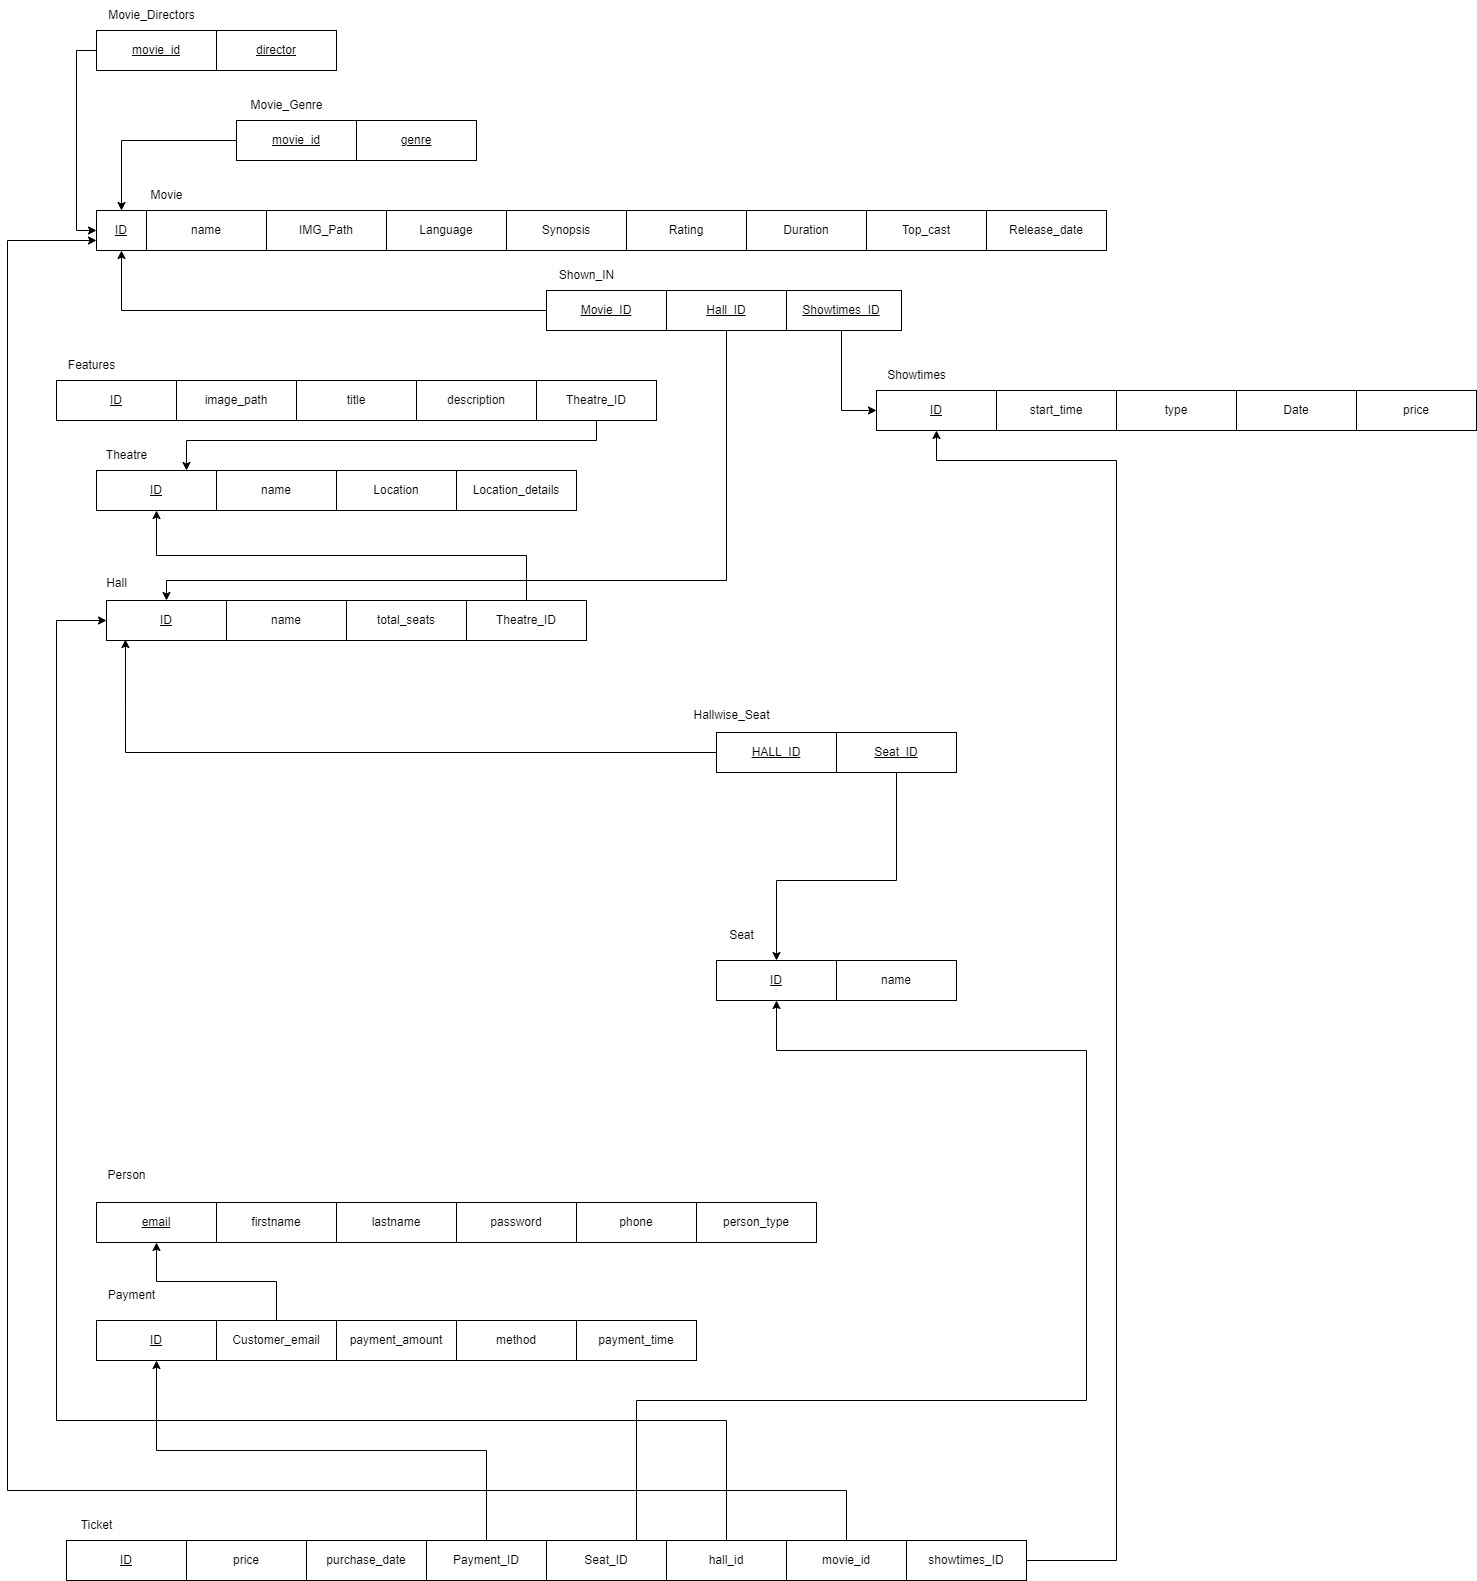 Movie_Directors
movie_id director
Movie_Genre
movie_id genre
Movie
ID name IMG_Path Language Synopsis Rating Duration Top_cast Release_date
Shown_IN
Movie_ID Hall_ID Showtimes_ID
Features
ID image_path title description Theatre_ID
Showtimes
ID start_time type Date price
Theatre
ID name Location Location_details
Hall
ID name total_seats Theatre_ID
Hallwise_Seat
HALL_ID Seat_ID
Seat
ID name
Person
email firstname lastname password phone person_type
Payment
ID Customer_email payment_amount method payment_time
Ticket
ID price purchase_date Payment_ID Seat_ID hall_id movie_id showtimes_ID